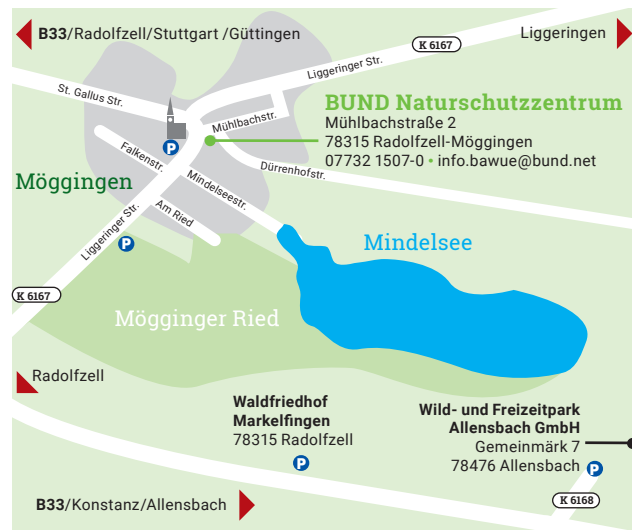 B33/Radolfzell/Stuttgart /Güttingen
K 6167
Liggeringen
Liggeringer Str.
St. Gallus Str.
BUND Naturschutzzentrum
Mühlbachstraße 2
78315 Radolfzell-Möggingen
07732 1507-0 • info.bawue@bund.net
Mühlbachstr.
P
Falkenstr.
Dürrenhofstr.
Möggingen
Mindelseestr.
Am Ried
Liggeringer Str.
P
Mindelsee
K 6167
Mögginger Ried
Radolfzell
Waldfriedhof
Markelfingen
78315 Radolfzell
P
Wild- und Freizeitpark
Allensbach GmbH
Gemeinmärk 7
78476 Allensbach
P
K 6168
B33/Konstanz/Allensbach